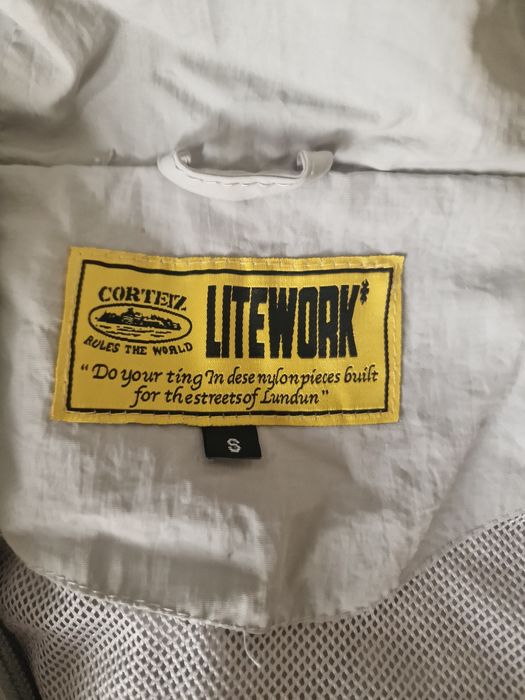 CORTEIZ
RULES THE WORLD
LITEWORK*
"Do your ting In dese nylon pieces built
for the streets of Lundun"
S